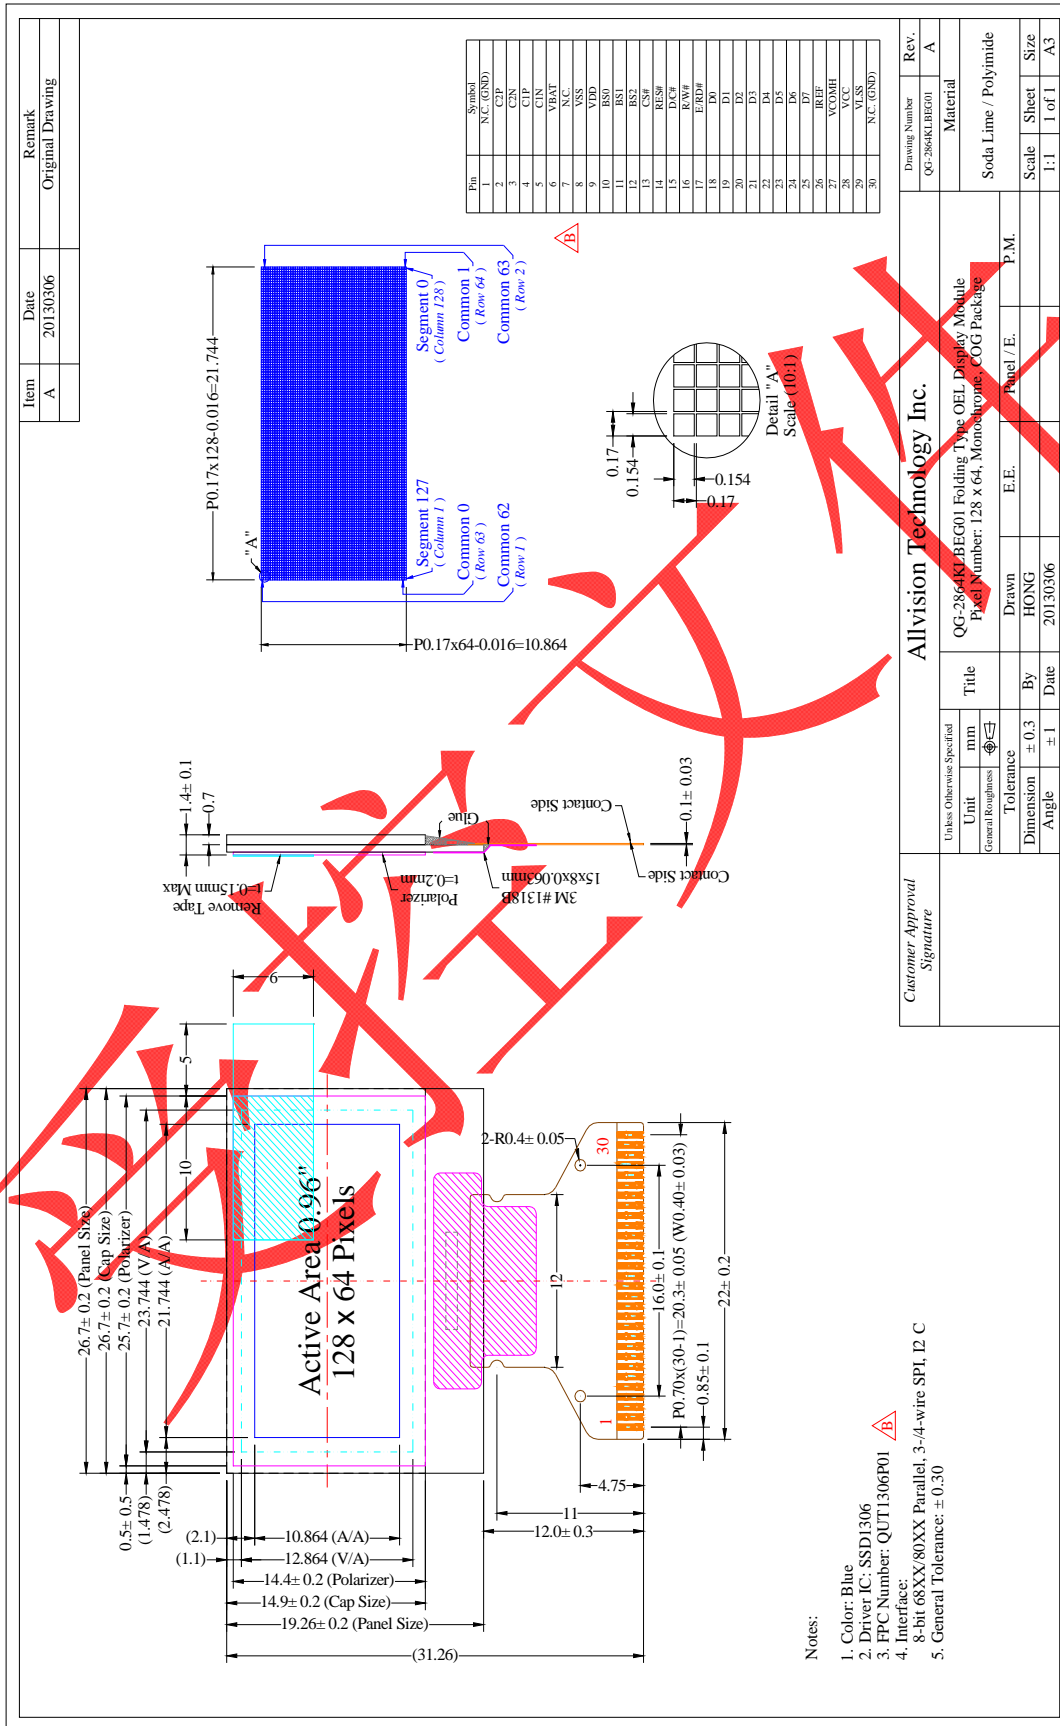 Item Date Remark
A 20130306 Original Drawing
26.7± 0.2 (Panel Size)
26.7± 0.2 (Cap Size)
25.7± 0.2 (Polarizer)
23.744 (V/A)
21.744 (A/A)
0.5± 0.5
(1.478)
(2.478)
10
5
6
Active Area 0.96"
128 x 64 Pixels
(2.1)
10.864 (A/A)
(1.1)
12.864 (V/A)
14.4± 0.2 (Polarizer)
14.9± 0.2 (Cap Size)
19.26± 0.2 (Panel Size)
(31.26)
4.75
11
12.0± 0.3
2-R0.4± 0.05
12
1
30
16.0± 0.1
P0.70x(30-1)=20.3± 0.05 (W0.40± 0.03)
0.85± 0.1
22± 0.2
1.4± 0.1
0.7
Remove Tape
t=0.15mm Max
Polarizer
t=0.2mm
3M #1318B
15x8x0.063mm
Glue
Contact Side
Contact Side
0.1± 0.03
P0.17x128-0.016=21.744
"A"
P0.17x64-0.016=10.864
Segment 127
( Column 1 )
Common 0
( Row 63 )
Common 62
( Row 1 )
Segment 0
( Column 128 )
Common 1
( Row 64 )
Common 63
( Row 2 )
0.17
0.154
0.154
0.17
Detail "A"
Scale (10:1)
B
Pin Symbol
1 N.C. (GND)
2 C2P
3 C2N
4 C1P
5 C1N
6 VBAT
7 N.C.
8 VSS
9 VDD
10 BS0
11 BS1
12 BS2
13 CS#
14 RES#
15 D/C#
16 R/W#
17 E/RD#
18 D0
19 D1
20 D2
21 D3
22 D4
23 D5
24 D6
25 D7
26 IREF
27 VCOMH
28 VCC
29 VLSS
30 N.C. (GND)
Notes:
1. Color: Blue
2. Driver IC: SSD1306
3. FPC Number: QUT1306P01 B
4. Interface:
8-bit 68XX/80XX Parallel, 3-/4-wire SPI, I2 C
5. General Tolerance: ± 0.30
Customer Approval
Signature
Allvision Technology Inc.
Drawing Number
QG-2864KLBEG01
Rev.
A
Unless Otherwise Specified
Unit mm
General Roughness
Tolerance
Dimension ± 0.3
Angle ± 1
Title
QG-2864KLBEG01 Folding Type OEL Display Module
Pixel Number: 128 x 64, Monochrome, COG Package
Material
Soda Lime / Polyimide
Drawn E.E. Panel / E. P.M.
By HONG
Date 20130306
Scale Sheet Size
1:1 1 of 1 A3